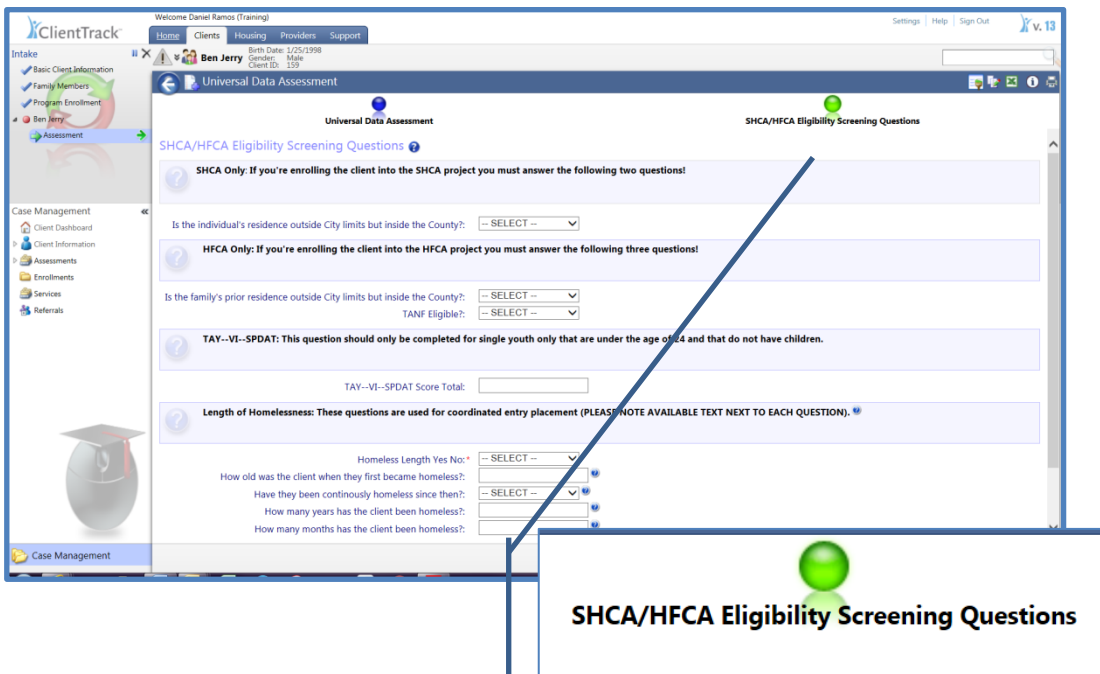 ClientTrack
Welcome Daniel Ramos (Training)
Settings Help Sign Out
v. 13
Home Clients Housing Providers Support
Intake
Ben Jerry
Birth Date: 1/25/1998
Gender: Male
Client ID: 159
Basic Client Information
Family Members
Program Enrollment
Ben Jerry
Assessment
Universal Data Assessment
Universal Data Assessment
SHCA/HFCA Eligibility Screening Questions
SHCA/HFCA Eligibility Screening Questions
SHCA Only: If you're enrolling the client into the SHCA project you must answer the following two questions!
Is the individual's residence outside City limits but inside the County?: -- SELECT --
HFCA Only: If you're enrolling the client into the HFCA project you must answer the following three questions!
Is the family's prior residence outside City limits but inside the County?: -- SELECT --
TANF Eligible?: -- SELECT --
TAY--VI--SPDAT: This question should only be completed for single youth only that are under the age of 24 and that do not have children.
TAY--VI--SPDAT Score Total:
Length of Homelessness: These questions are used for coordinated entry placement (PLEASE NOTE AVAILABLE TEXT NEXT TO EACH QUESTION).
Homeless Length Yes No:* -- SELECT --
How old was the client when they first became homeless?:
Have they been continously homeless since then?: -- SELECT --
How many years has the client been homeless?:
How many months has the client been homeless?:
Case Management
Client Dashboard
Client Information
Assessments
Enrollments
Services
Referrals
Case Management
SHCA/HFCA Eligibility Screening Questions